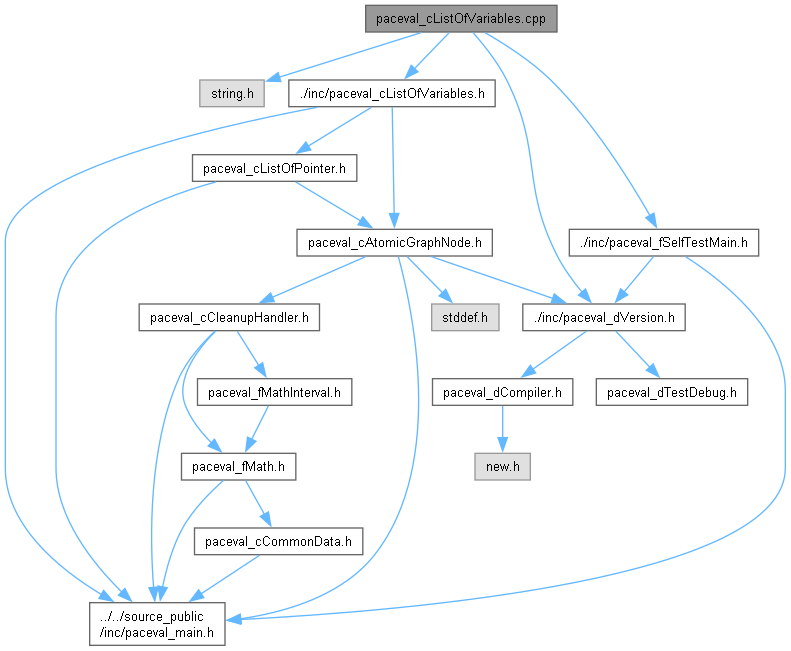 paceval_cListOfVariables.cpp
string.h
./inc/paceval_cListOfVariables.h
paceval_cListOfPointer.h
paceval_cAtomicGraphNode.h
./inc/paceval_fSelfTestMain.h
paceval_cCleanupHandler.h
stddef.h
./inc/paceval_dVersion.h
paceval_fMathInterval.h
paceval_dCompiler.h
paceval_dTestDebug.h
paceval_fMath.h
new.h
paceval_cCommonData.h
../../source_public
/inc/paceval_main.h